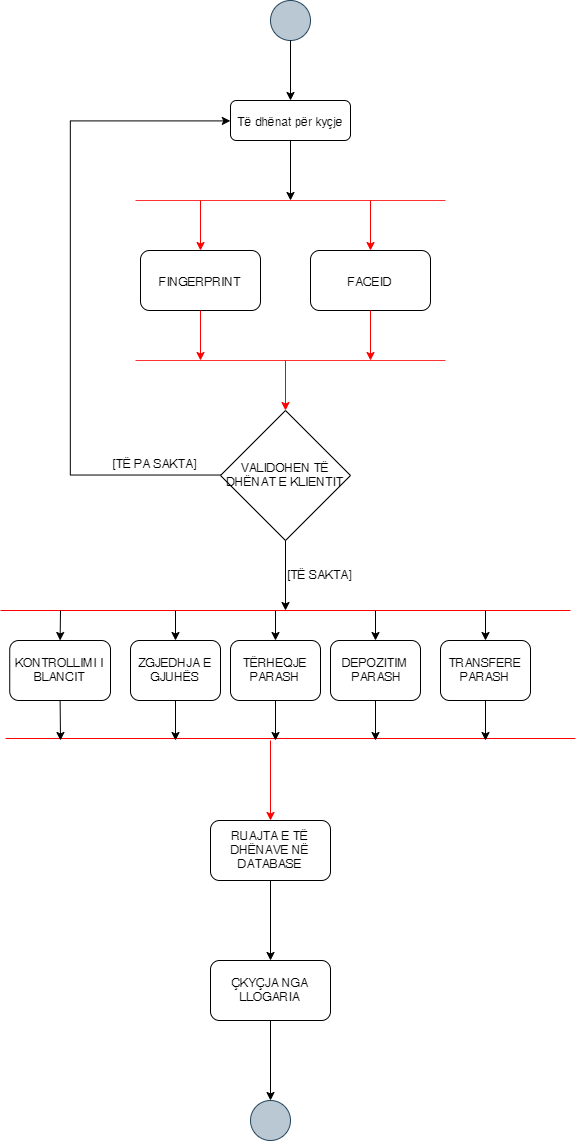 Të dhënat për kyçje
FINGERPRINT
FACEID
[TË PA SAKTA]
VALIDOHEN TË
DHËNAT E KLIENTIT
[TË SAKTA]
KONTROLLIMI I
BLANCIT
ZGJEDHJA E
GJUHËS
TËRHEQJE
PARASH
DEPOZITIM
PARASH
TRANSFERE
PARASH
RUAJTA E TË
DHËNAVE NË
DATABASE
ÇKYÇJA NGA
LLOGARIA